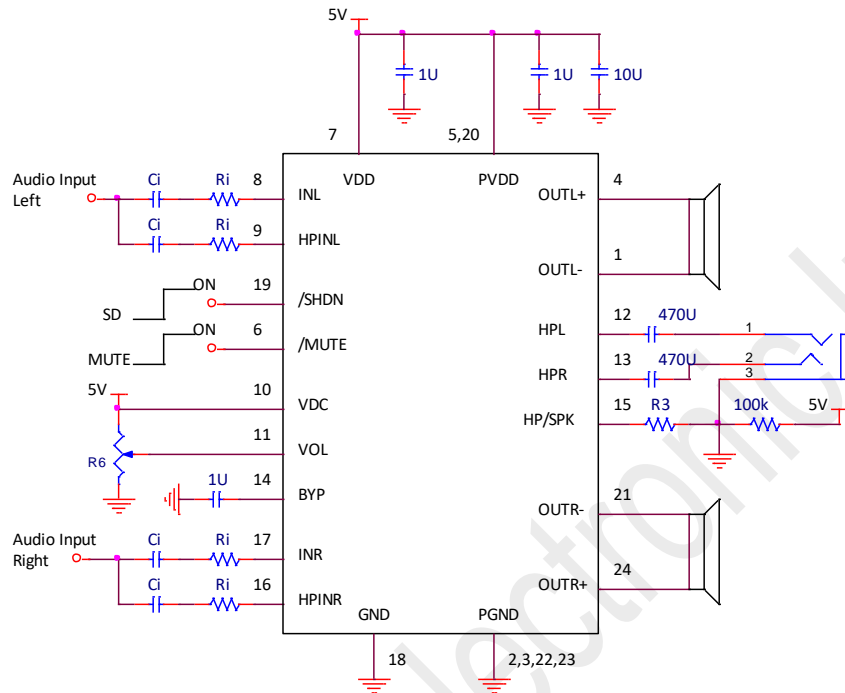 5V
1U
1U
10U
7
5,20
VDD
PVDD
Audio Input
Left
Ci
Ri
8
INL
Ci
Ri
9
HPINL
OUTL+
4
OUTL-
1
SD
ON
19
/SHDN
MUTE
ON
6
/MUTE
HPL
12
470U
1
HPR
13
470U
2
3
HP/SPK
15
R3
100k
5V
5V
10
VDC
R6
11
VOL
1U
14
BYP
OUTR-
21
OUTR+
24
Audio Input
Right
Ci
Ri
17
INR
Ci
Ri
16
HPINR
GND
PGND
18
2,3,22,23